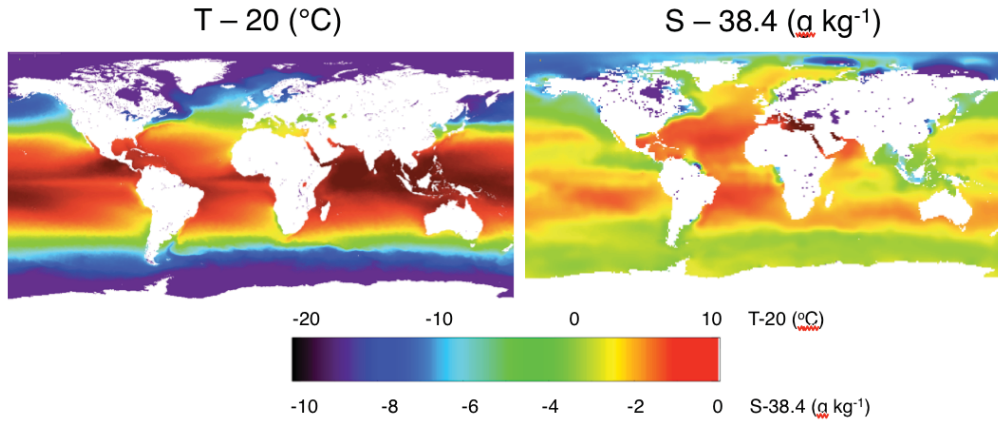 T – 20 (°C)
S – 38.4 (g kg-1)
-20 -10 0 10 T-20 (ºC)
-10 -8 -6 -4 -2 0 S-38.4 (g kg-1)